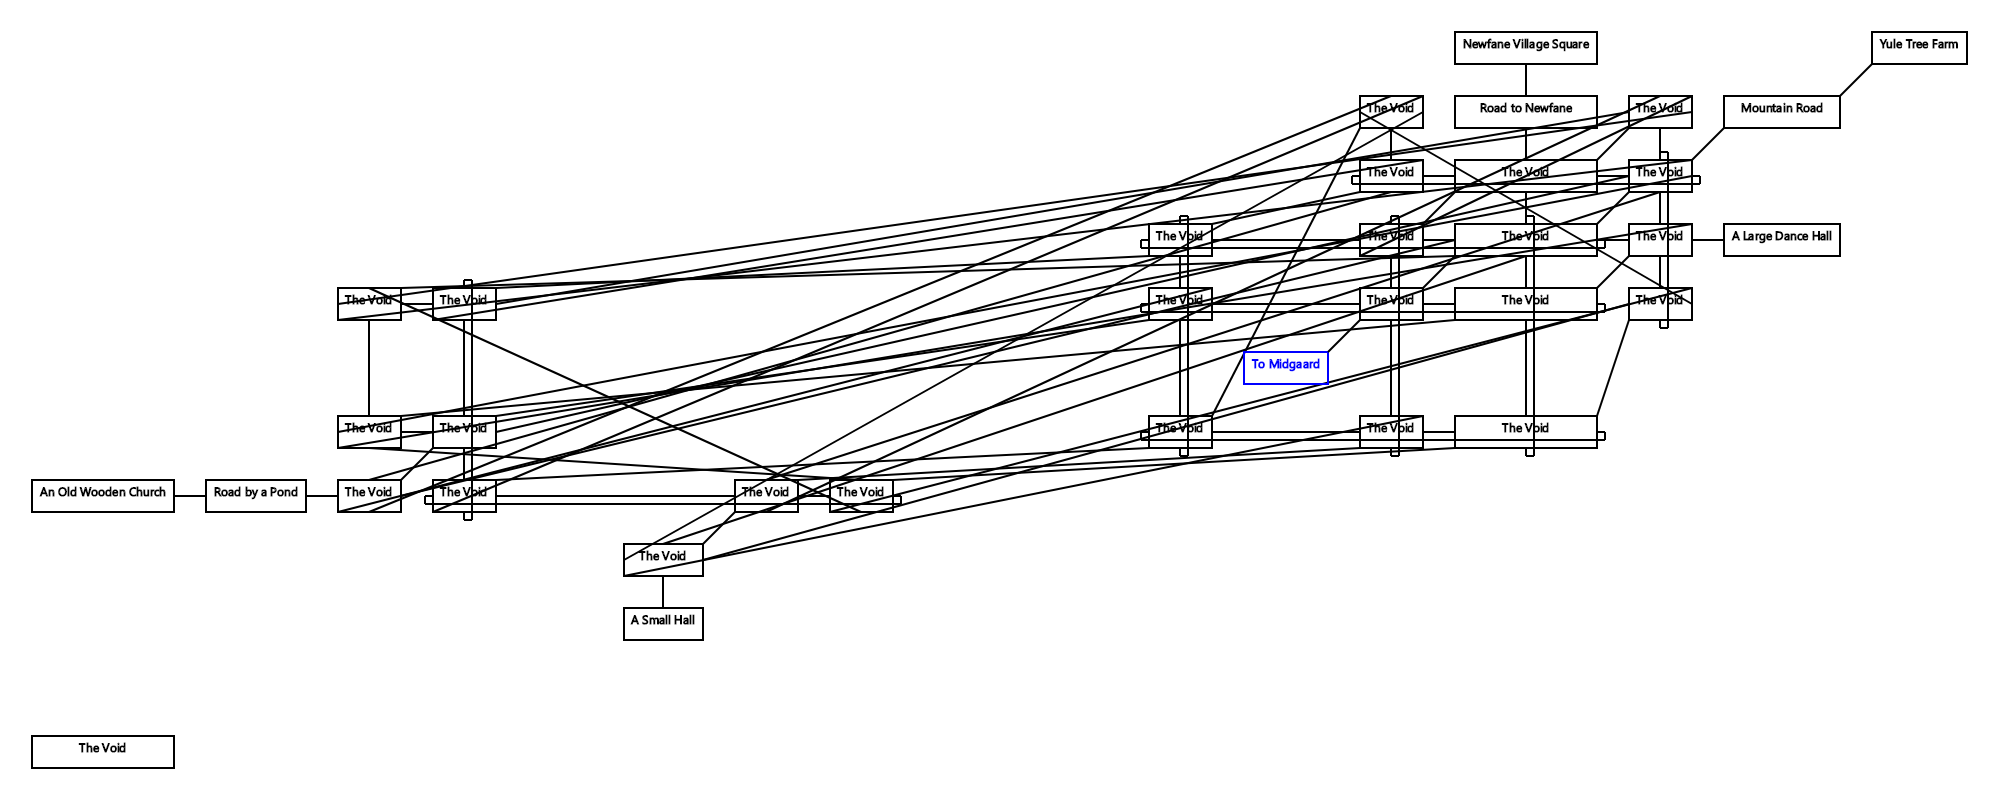 Newfane Village Square
Yule Tree Farm
The Void
Road to Newfane
The Void
Mountain Road
The Void
The Void
The Void
The Void
The Void
The Void
The Void
A Large Dance Hall
The Void
The Void
The Void
The Void
The Void
The Void
To Midgaard
The Void
The Void
The Void
The Void
The Void
An Old Wooden Church
Road by a Pond
The Void
The Void
The Void
The Void
The Void
A Small Hall
The Void